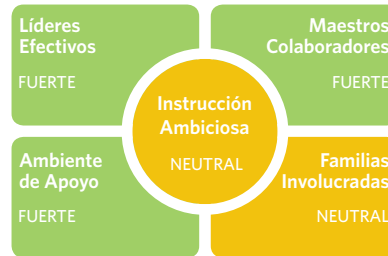 Líderes
Efectivos
FUERTE
Maestros
Colaboradores
FUERTE
Instrucción
Ambiciosa
NEUTRAL
Ambiente
de Apoyo
FUERTE
Familias
Involucradas
NEUTRAL